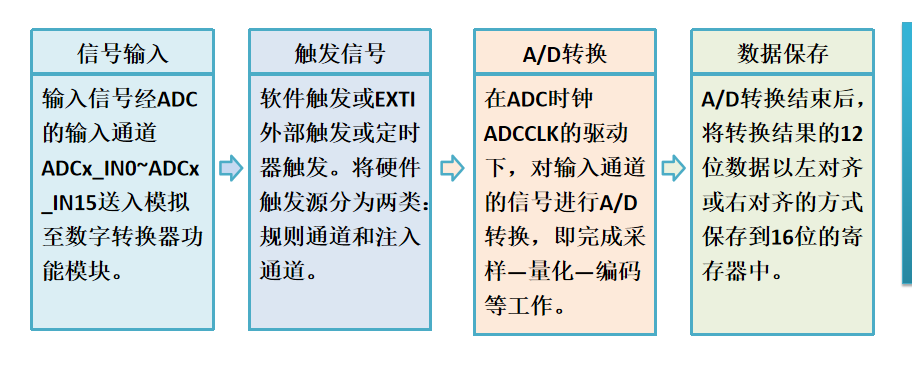 信号输入
输入信号经ADC
的输入通道
ADCx_IN0~ADCx
_IN15送入模拟
至数字转换器功
能模块。
触发信号
软件触发或EXTI
外部触发或定时
器触发。将硬件
触发源分为两类：
规则通道和注入
通道。
A/D转换
在ADC时钟
ADCCLK的驱动
下，对输入通道
的信号进行A/D
转换，即完成采
样—量化—编码
等工作。
数据保存
A/D转换结束后，
将转换结果的12
位数据以左对齐
或右对齐的方式
保存到16位的寄
存器中。